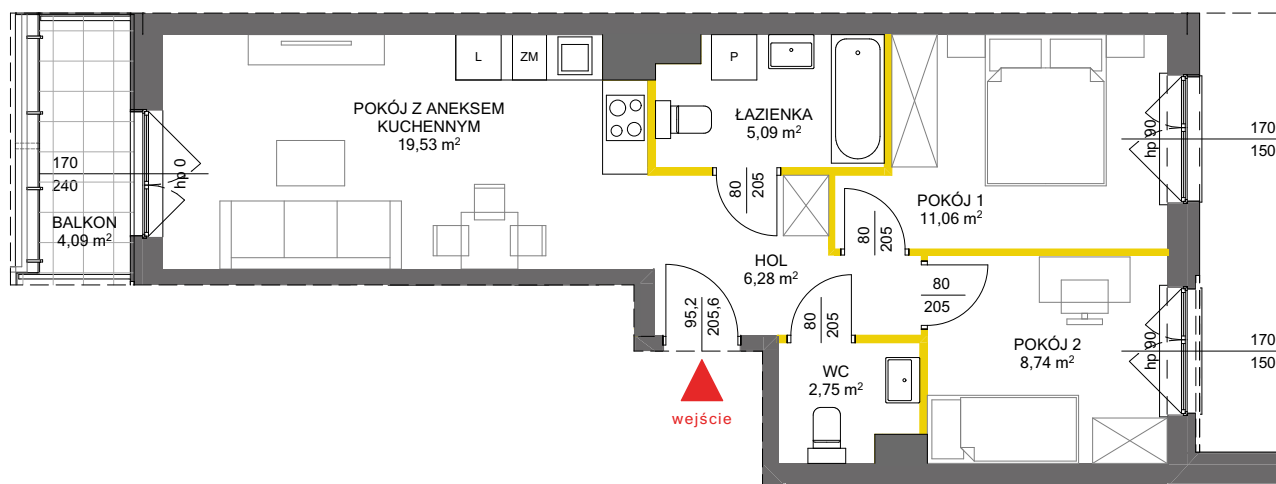 L
ZM
P
POKÓJ Z ANEKSEM
KUCHENNYM
19,53 m²
ŁAZIENKA
5,09 m²
170
240
hp 0
BALKON
4,09 m²
80
205
POKÓJ 1
11,06 m²
hp 90
170
150
80
205
HOL
6,28 m²
80
205
95,2
205,6
80
205
POKÓJ 2
8,74 m²
hp 90
170
150
WC
2,75 m²
wejście